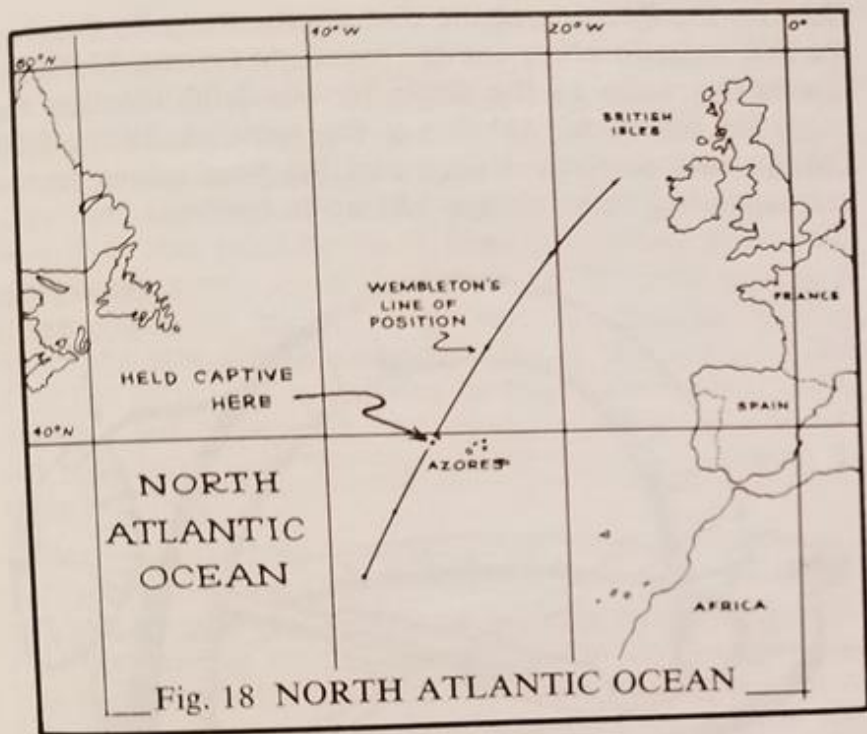 40°W
20°W
0°
60°N
BRITISH
ISLES
WEMBLETON'S
LINE OF
POSITION
FRANCE
HELD CAPTIVE
HERE
SPAIN
40°N
AZORES
NORTH
ATLANTIC
OCEAN
AFRICA
Fig. 18 NORTH ATLANTIC OCEAN